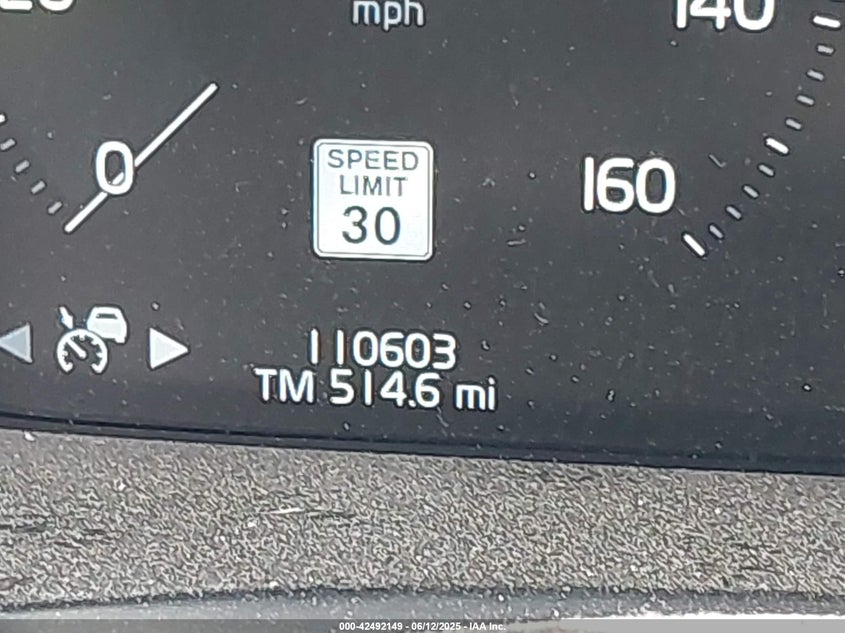 mph
140
0
SPEED
LIMIT
30
160
110603
TM 514.6 mi
000-42492149 - 06/12/2025 - IAA Inc.